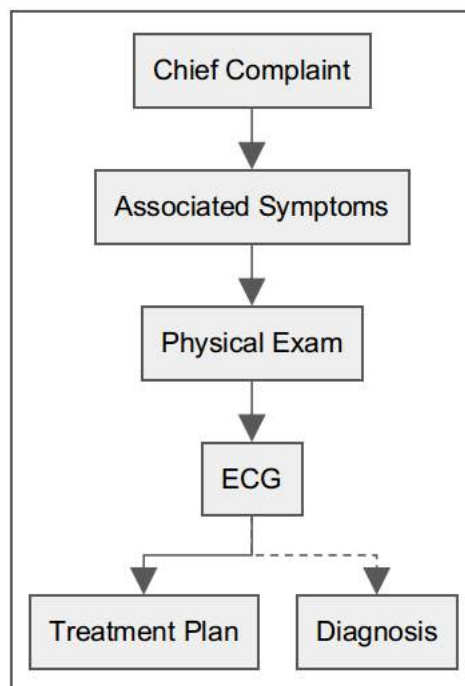 Chief Complaint
Associated Symptoms
Physical Exam
ECG
Treatment Plan
Diagnosis